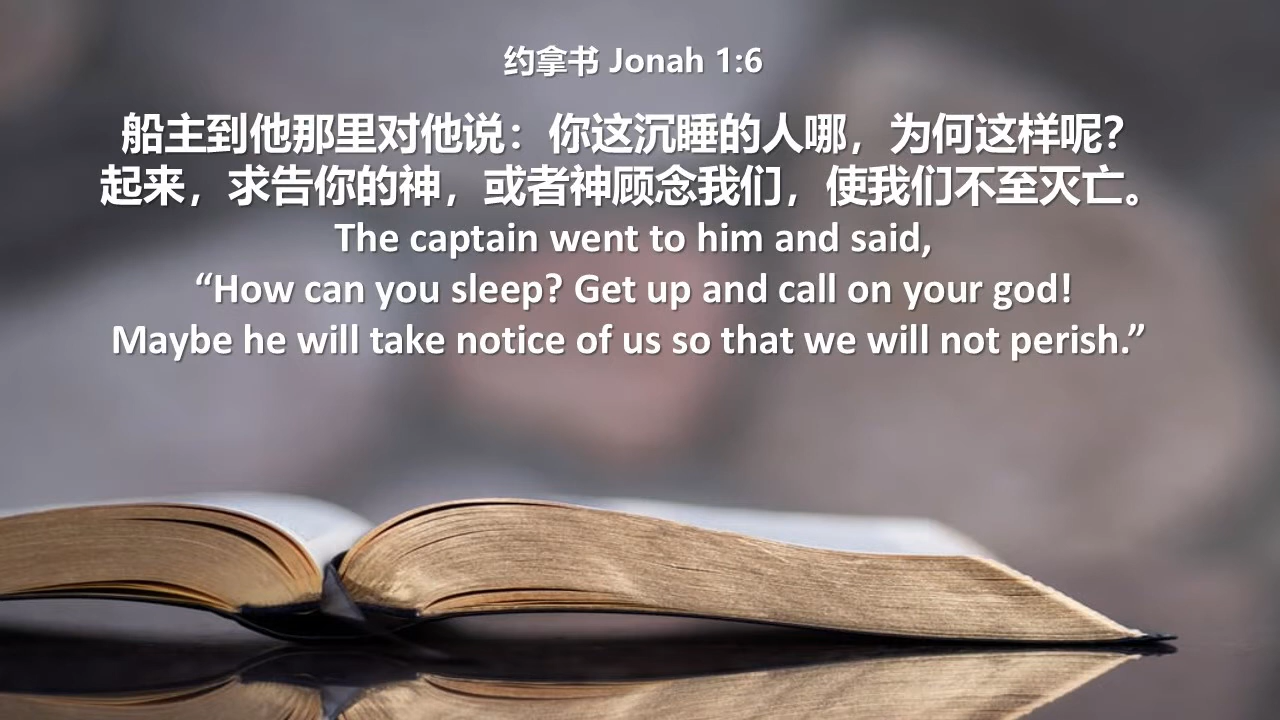 约拿书 Jonah 1:6
船主到他那里对他说：你这沉睡的人哪，为何这样呢？
起来，求告你的神，或者神顾念我们，使我们不至灭亡。
The captain went to him and said,
“How can you sleep? Get up and call on your god!
Maybe he will take notice of us so that we will not perish.”